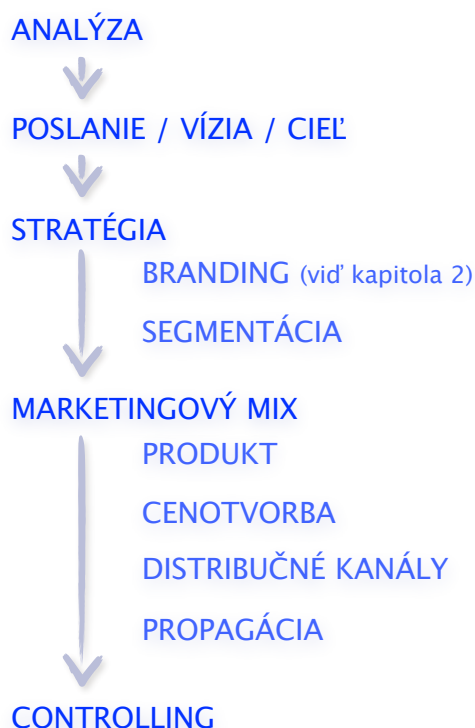 ANALÝZA
POSLANIE / VÍZIA / CIEĽ
STRATÉGIA
BRANDING (viď kapitola 2)
SEGMENTÁCIA
MARKETINGOVÝ MIX
PRODUKT
CENOTVORBA
DISTRIBUČNÉ KANÁLY
PROPAGÁCIA
CONTROLLING